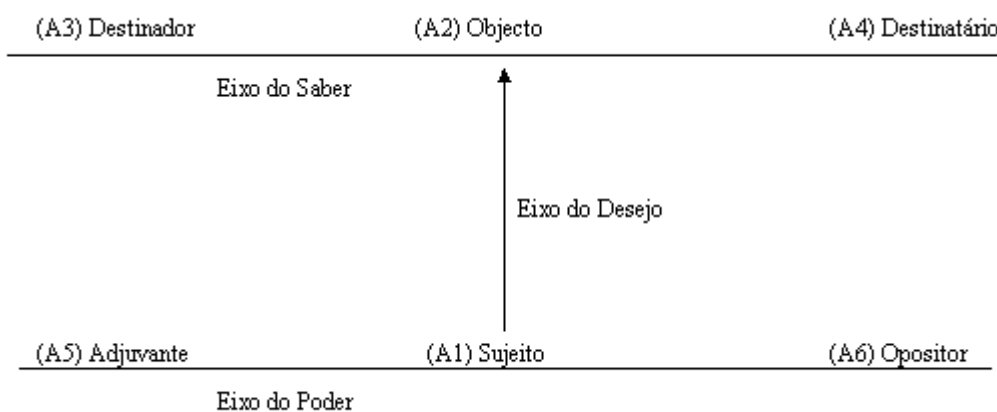 (A3) Destinador (A2) Objecto (A4) Destinatário
Eixo do Saber
Eixo do Desejo
(A5) Adjuvante (A1) Sujeito (A6) Opositor
Eixo do Poder